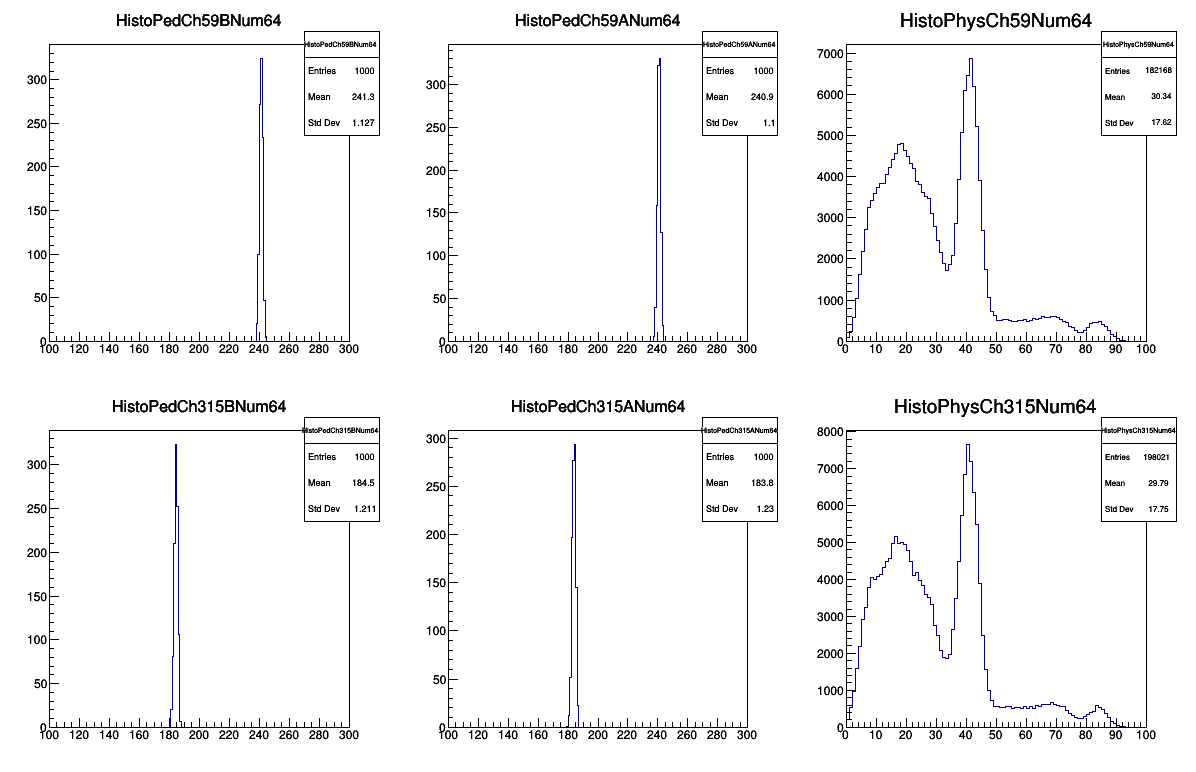 HistoPedCh59BNum64
HistoPedCh59BNum64
Entries 1000
Mean 241.3
Std Dev 1.127
300
250
200
150
100
50
0
100 120 140 160 180 200 220 240 260 280 300
HistoPedCh59ANum64
HistoPedCh59ANum64
Entries 1000
Mean 240.9
Std Dev 1.1
300
250
200
150
100
50
0
100 120 140 160 180 200 220 240 260 280 300
HistoPhysCh59Num64
HistoPhysCh59Num64
Entries 182168
Mean 30.34
Std Dev 17.62
7000
6000
5000
4000
3000
2000
1000
0
0 10 20 30 40 50 60 70 80 90 100
HistoPedCh315BNum64
HistoPedCh315BNum64
Entries 1000
Mean 184.5
Std Dev 1.211
300
250
200
150
100
50
0
100 120 140 160 180 200 220 240 260 280 300
HistoPedCh315ANum64
HistoPedCh315ANum64
Entries 1000
Mean 183.8
Std Dev 1.23
300
250
200
150
100
50
0
100 120 140 160 180 200 220 240 260 280 300
HistoPhysCh315Num64
HistoPhysCh315Num64
Entries 198021
Mean 29.79
Std Dev 17.75
8000
7000
6000
5000
4000
3000
2000
1000
0
0 10 20 30 40 50 60 70 80 90 100